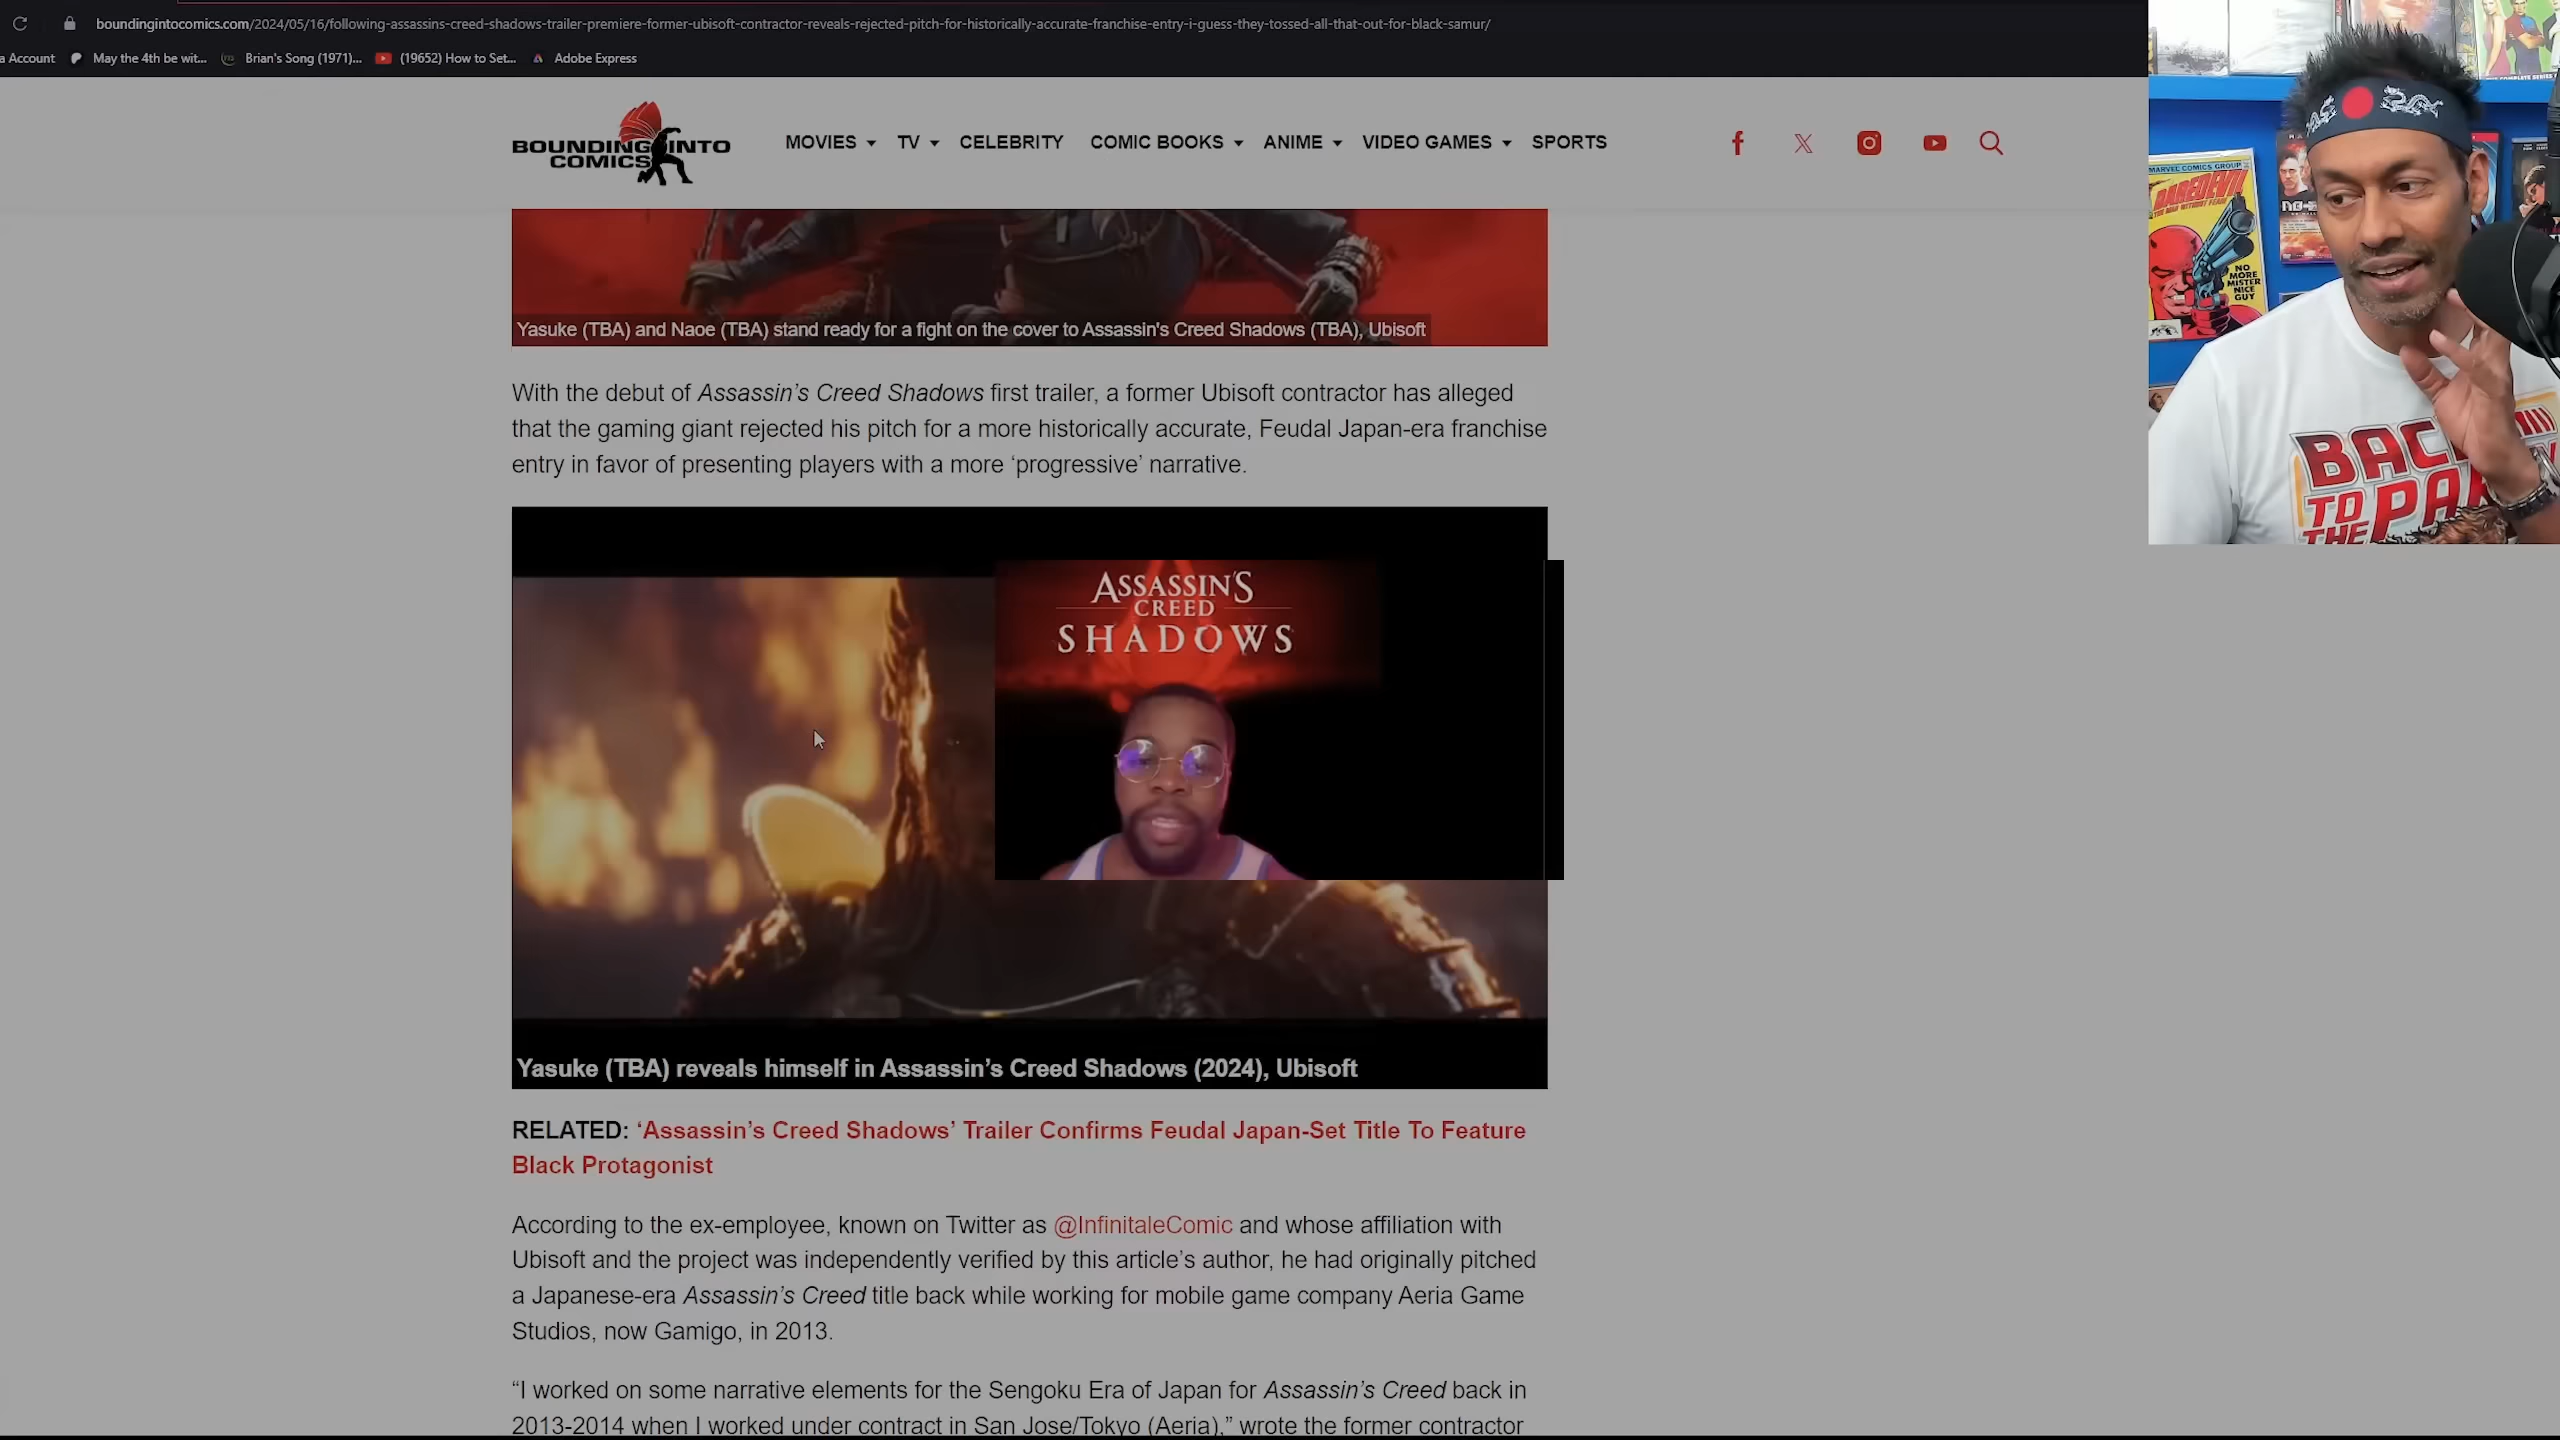 boundingintocomics.com/2024/05/16/following-assassins-creed-shadows-trailer-premiere-former-ubisoft-contractor-reveals-rejected-pitch-for-historically-accurate-franchise-entry-i-guess-they-tossed-all-that-out-for-black-samur/
a Account
May the 4th be wit...
Brian's Song (1971)...
(19652) How to Set...
Adobe Express
BOUNDING INTO
COMICS
MOVIES
TV
CELEBRITY
COMIC BOOKS
ANIME
VIDEO GAMES
SPORTS
MARVEL COMICS GROUP
DAREDEVIL
NO
MORE
MISTER
NICE
GUY
BACK
TO
THE
Yasuke (TBA) and Naoe (TBA) stand ready for a fight on the cover to Assassin's Creed Shadows (TBA), Ubisoft
With the debut of Assassin’s Creed Shadows first trailer, a former Ubisoft contractor has alleged
that the gaming giant rejected his pitch for a more historically accurate, Feudal Japan-era franchise
entry in favor of presenting players with a more ‘progressive’ narrative.
ASSASSIN'S
CREED
SHADOWS
Yasuke (TBA) reveals himself in Assassin’s Creed Shadows (2024), Ubisoft
RELATED: ‘Assassin’s Creed Shadows’ Trailer Confirms Feudal Japan-Set Title To Feature
Black Protagonist
According to the ex-employee, known on Twitter as @InfinitaleComic and whose affiliation with
Ubisoft and the project was independently verified by this article’s author, he had originally pitched
a Japanese-era Assassin’s Creed title back while working for mobile game company Aeria Game
Studios, now Gamigo, in 2013.
“I worked on some narrative elements for the Sengoku Era of Japan for Assassin’s Creed back in
2013-2014 when I worked under contract in San Jose/Tokyo (Aeria),” wrote the former contractor